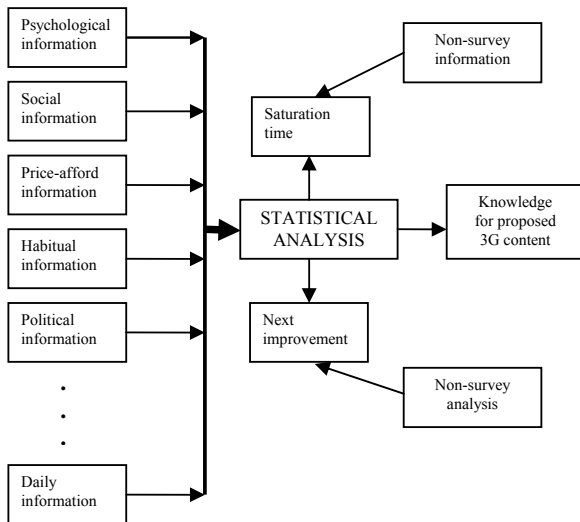 Psychological
information
Social
information
Price-afford
information
Habitual
information
Political
information
.
.
.
Daily
information
Saturation
time
STATISTICAL
ANALYSIS
Next
improvement
Non-survey
information
Knowledge
for proposed
3G content
Non-survey
analysis